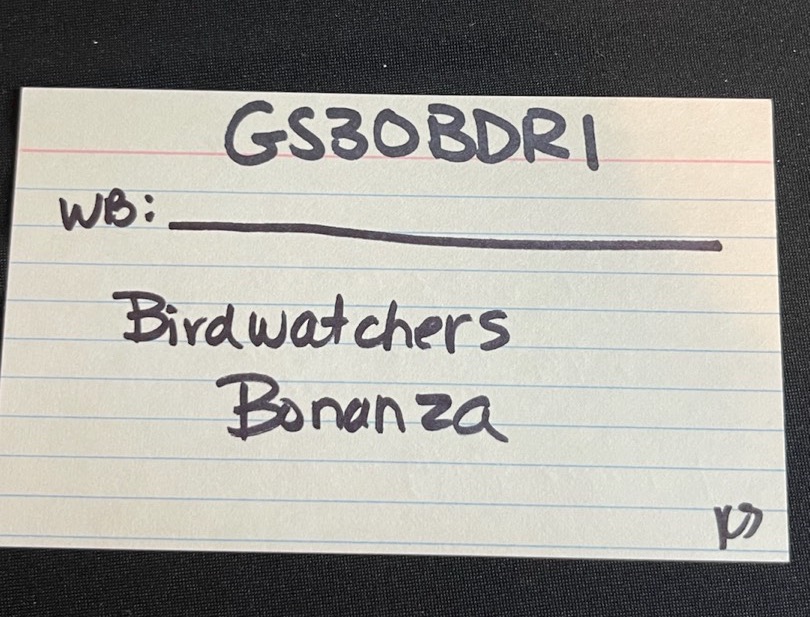 GS30BDR1
WB:
Birdwatchers
Bonanza